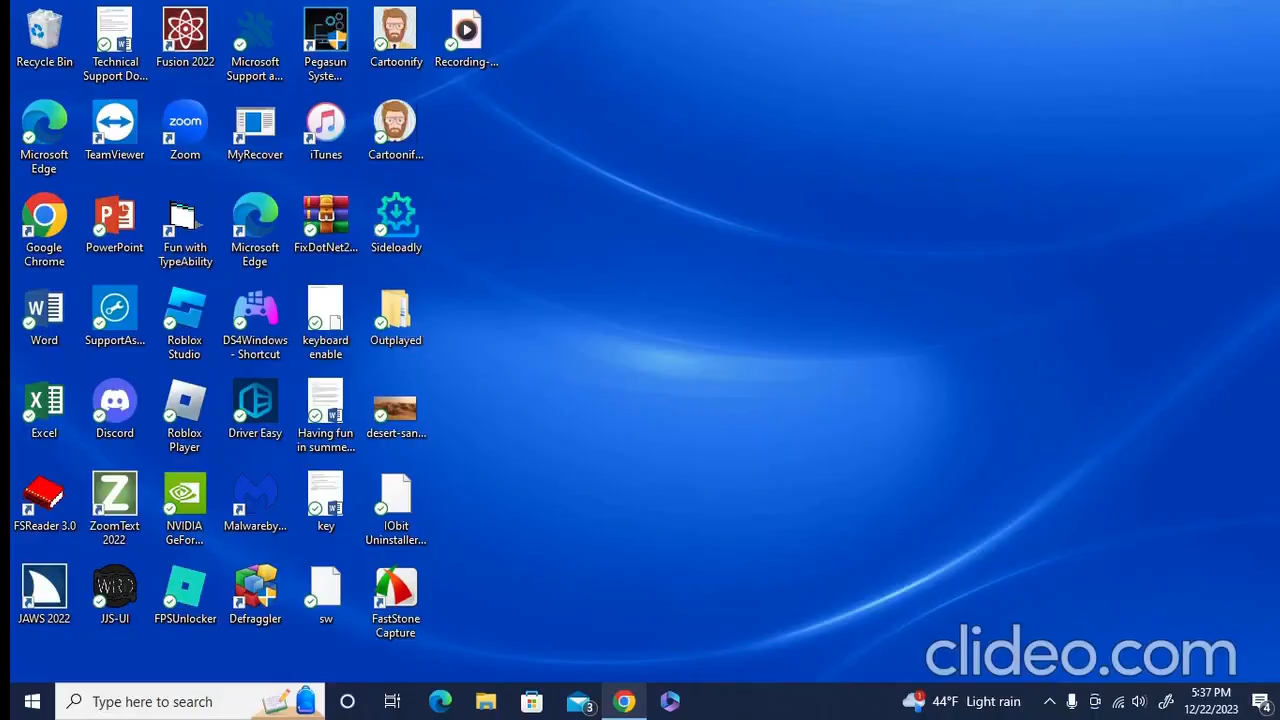 Recycle Bin
Technical
Support Do...
Fusion 2022
Microsoft
Support a...
Pegasun
Syste...
Cartoonify
Recording-...
Microsoft
Edge
TeamViewer
zoom
Zoom
MyRecover
iTunes
Cartoonif...
Google
Chrome
PowerPoint
Fun with
TypeAbility
Microsoft
Edge
FixDotNet2...
Sideloadly
Word
SupportAs...
Roblox
Studio
DS4Windows
- Shortcut
keyboard
enable
Outplayed
Excel
Discord
Roblox
Player
Driver Easy
Having fun
in summe...
desert-san...
FSReader 3.0
ZoomText
2022
NVIDIA
GeFor...
Malwareby...
key
IObit
Uninstaller...
JAWS 2022
JJS-UI
FPSUnlocker
Defraggler
sw
FastStone
Capture
clideo.com
Type here to search
3
1
44°F Light rain
5:37 PM
12/22/2023
4